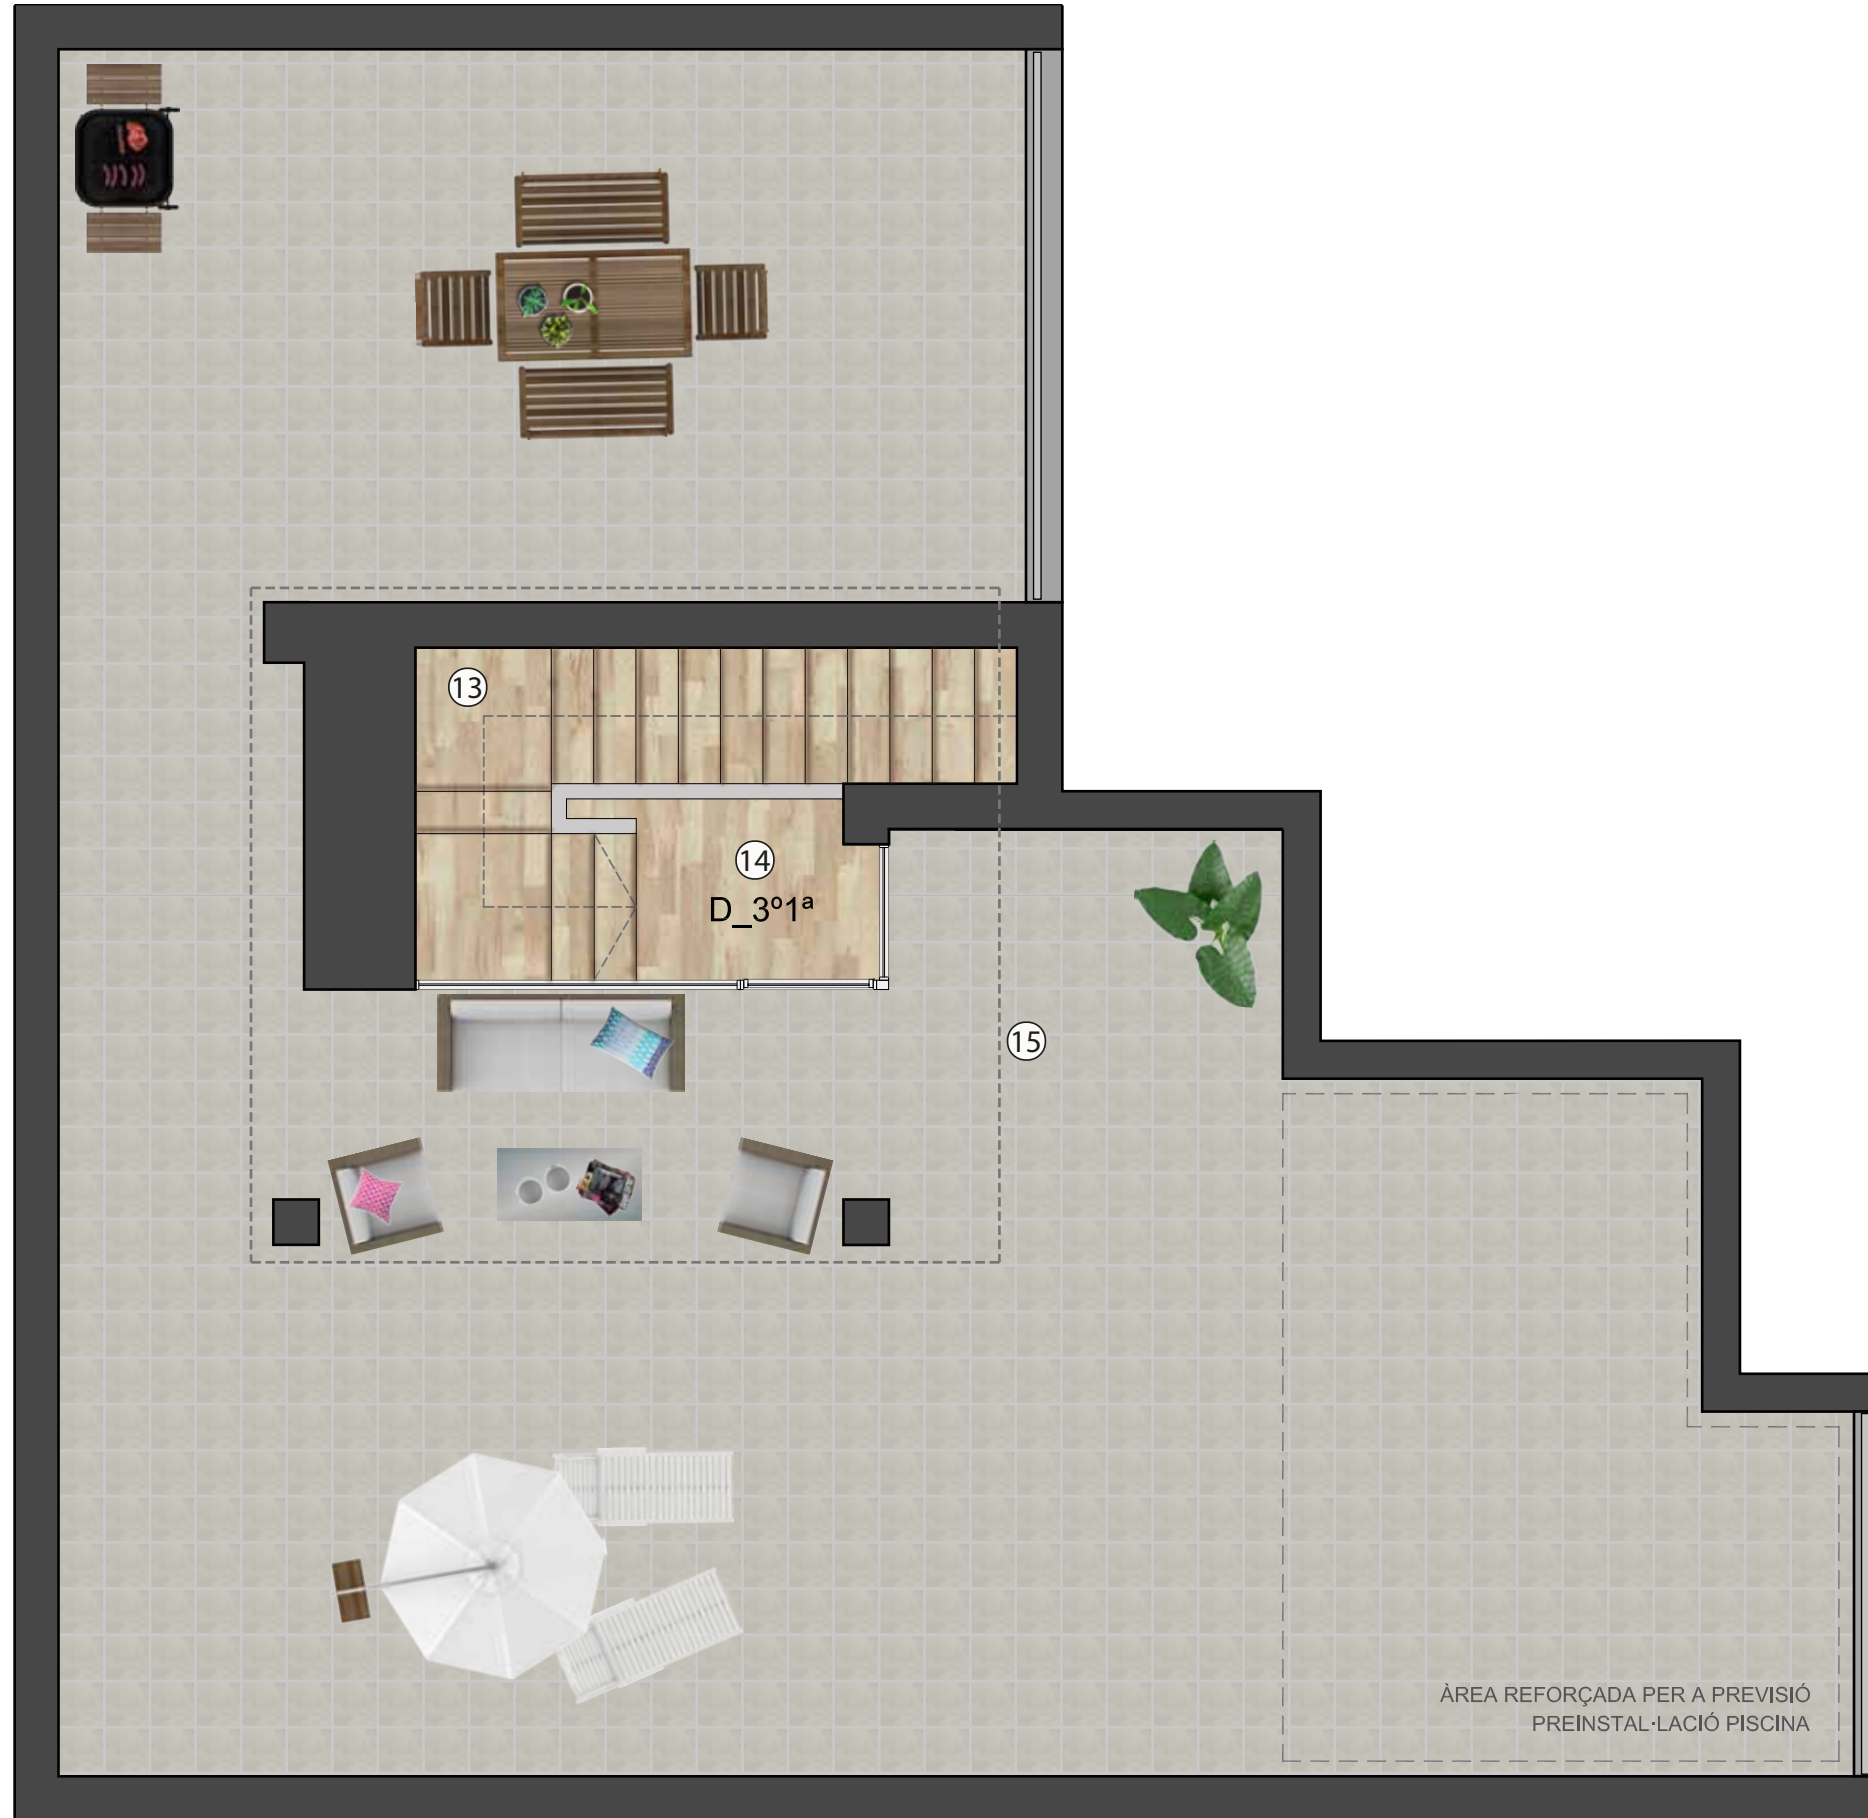 13
14
D_3º1ª
15
ÀREA REFORÇADA PER A PREVISIÓ
PREINSTAL·LACIÓ PISCINA